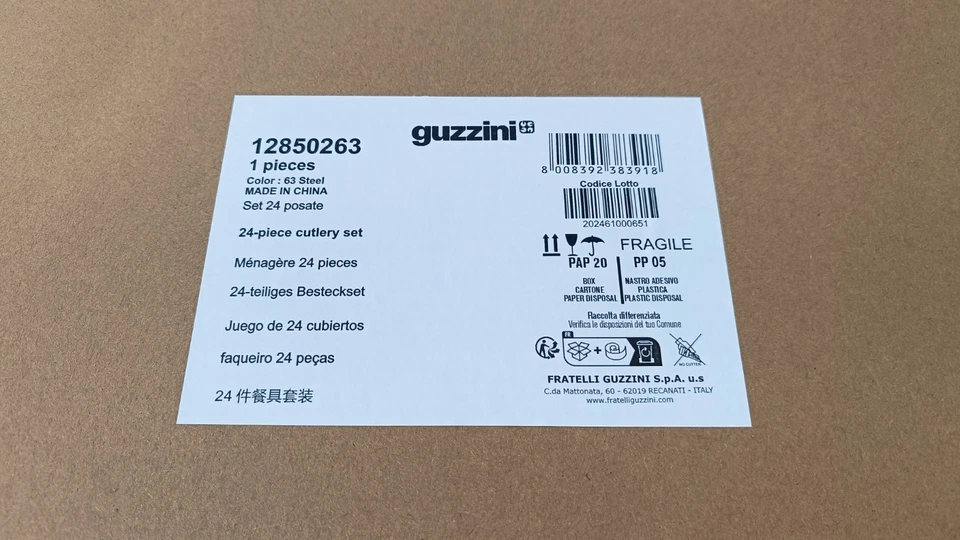 guzzini
12850263
1 pieces
Color : 63 Steel
MADE IN CHINA
Set 24 posate
24-piece cutlery set
Ménagère 24 pieces
24-teiliges Besteckset
Juego de 24 cubiertos
faqueiro 24 peças
24 件餐具套装
8 008392 383918
Codice Lotto
202461000651
FRAGILE
PAP 20
BOX
CARTONE
PAPER DISPOSAL
PP 05
NASTRO ADESIVO
PLASTICA
PLASTIC DISPOSAL
Raccolta differenziata
Verifica le disposizioni del tuo Comune
FR
+
NO CUTTER
FRATELLI GUZZINI S.p.A. u.s
C.da Mattonata, 60 - 62019 RECANATI - ITALY
www.fratelliguzzini.com